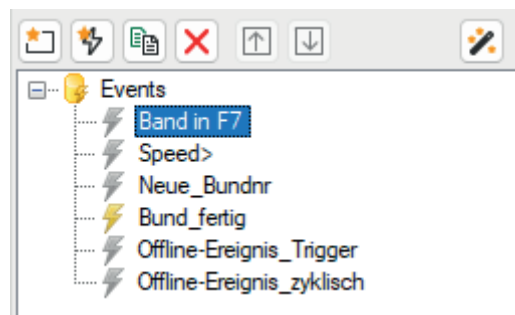 Events
Band in F7
Speed>
Neue_Bundnr
Bund_fertig
Offline-Ereignis_Trigger
Offline-Ereignis_zyklisch